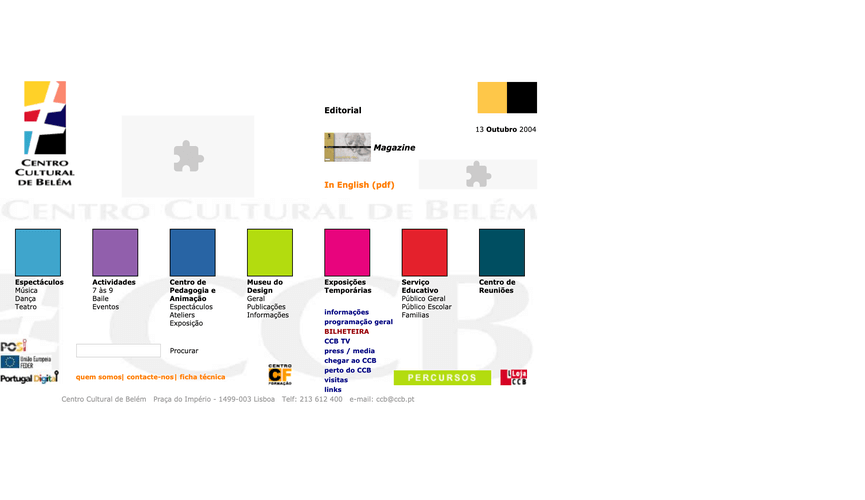 CENTRO
CULTURAL
DE BELÉM
Editorial
Magazine
In English (pdf)
13 Outubro 2004
CENTRO CULTURAL DE BELÉM
Espectáculos
Música
Dança
Teatro
Actividades
7 às 9
Baile
Eventos
Centro de
Pedagogia e
Animação
Espectáculos
Ateliers
Exposição
Museu do
Design
Geral
Publicações
Informações
Exposições
Temporárias
Serviço
Educativo
Público Geral
Público Escolar
Familias
Centro de
Reuniões
CCB
informações
programação geral
BILHETEIRA
CCB TV
press / media
chegar ao CCB
perto do CCB
visitas
links
POSI
União Europeia
FEDER
Portugal Digital
Procurar
quem somos| contacte-nos| ficha técnica
CENTRO
CF
FORMAÇÃO
PERCURSOS
Loja
CCB
Centro Cultural de Belém Praça do Império - 1499-003 Lisboa Telf: 213 612 400 e-mail: ccb@ccb.pt